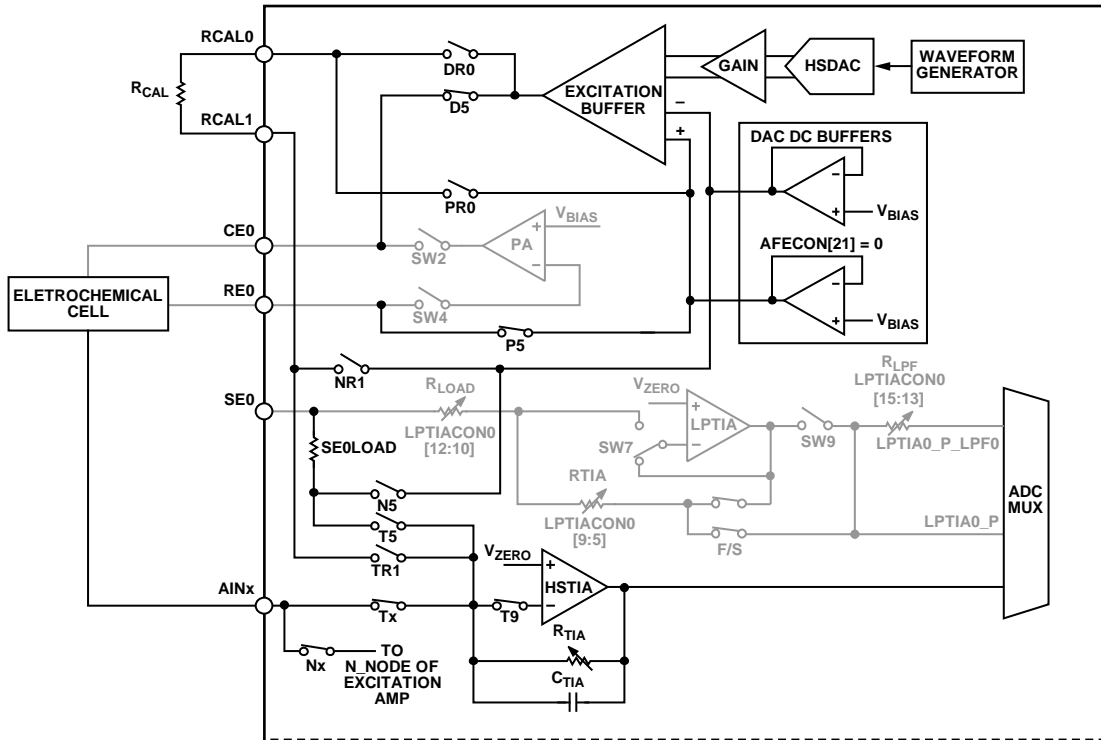 RCAL0
DR0
GAIN
HSDAC
WAVEFORM
GENERATOR
RCAL
D5
EXCITATION
BUFFER
–
+
RCAL1
DAC DC BUFFERS
–
+
VBIAS
PR0
CE0
SW2
PA
+
–
VBIAS
AFECON[21] = 0
–
+
VBIAS
ELETROCHEMICAL
CELL
RE0
SW4
P5
NR1
SE0
RLOAD
LPTIACON0
[12:10]
VZERO
+
–
LPTIA
SW7
SW9
RLPF
LPTIACON0
[15:13]
LPTIA0_P_LPF0
SE0LOAD
RTIA
LPTIACON0
[9:5]
F/S
LPTIA0_P
ADC
MUX
N5
T5
TR1
VZERO
+
–
HSTIA
AINx
Tx
T9
RTIA
CTIA
Nx
TO
N_NODE OF
EXCITATION
AMP